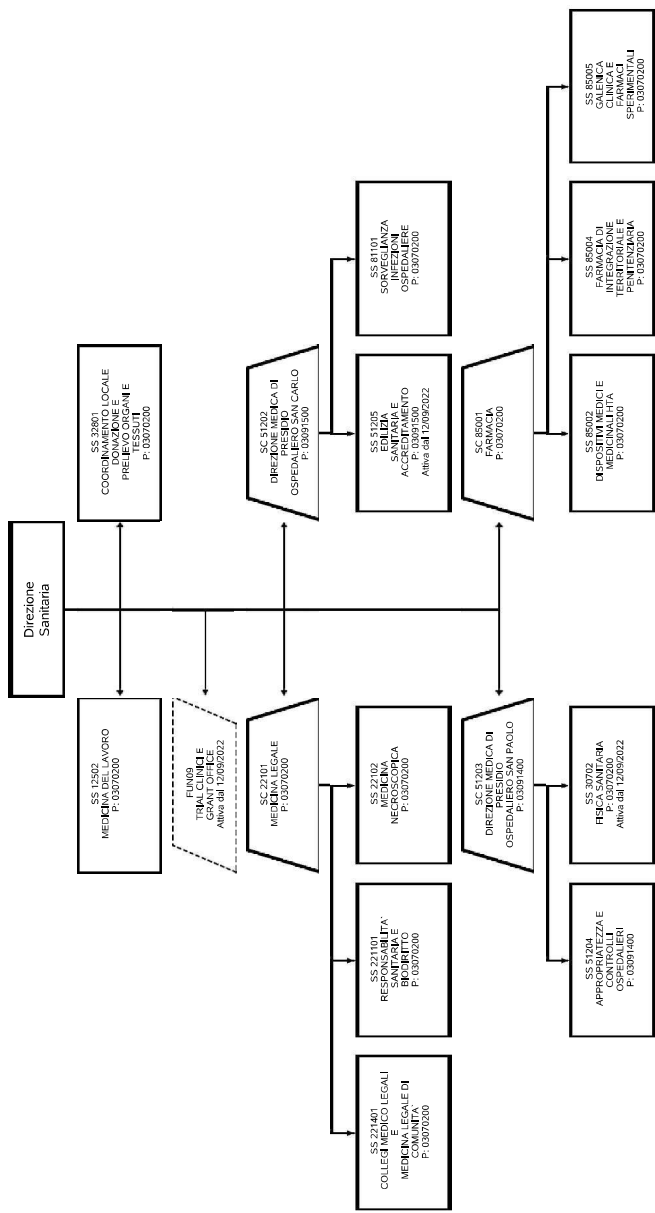 Direzione
Sanitaria
SS 12502
MEDICINA DEL LAVORO
P: 03070200
SS 32801
COORDINAMENTO LOCALE
DONAZIONE E
PRELIEVO ORGANI E
TESSUTI
P: 03070200
FUN09
TRIAL CLINICI E
GRANT OFFICE
Attiva dal 12/09/2022
SC 22101
MEDICINA LEGALE
P: 03070200
SC 51202
DIREZIONE MEDICA DI
PRESIDIO
OSPEDALIERO SAN CARLO
P: 03091500
SS 221401
COLLEGI MEDICO LEGALI
E
MEDICINA LEGALE DI
COMUNITA`
P: 03070200
SS 221101
RESPONSABILITA`
SANITARIA E
BIODIRITTO
P: 03070200
SS 22102
MEDICINA
NECROSCOPICA
P: 03070200
SS 51205
EDILIZIA
SANITARIA E
ACCREDITAMENTO
P: 03091500
Attiva dal 12/09/2022
SS 81101
SORVEGLIANZA
INFEZIONI
OSPEDALIERE
P: 03070200
SC 51203
DIREZIONE MEDICA DI
PRESIDIO
OSPEDALIERO SAN PAOLO
P: 03091400
SC 85001
FARMACIA
P: 03070200
SS 51204
APPROPRIATEZZA E
CONTROLLI
OSPEDALIERI
P: 03091400
SS 30702
FISICA SANITARIA
P: 03070200
Attiva dal 12/09/2022
SS 85002
DISPOSITIVI MEDICI E
MEDICINALI HTA
P: 03070200
SS 85004
FARMACIA DI
INTEGRAZIONE
TERRITORIALE E
PENITENZIARIA
P: 03070200
SS 85005
GALENICA
CLINICA E
FARMACI
SPERIMENTALI
P: 03070200